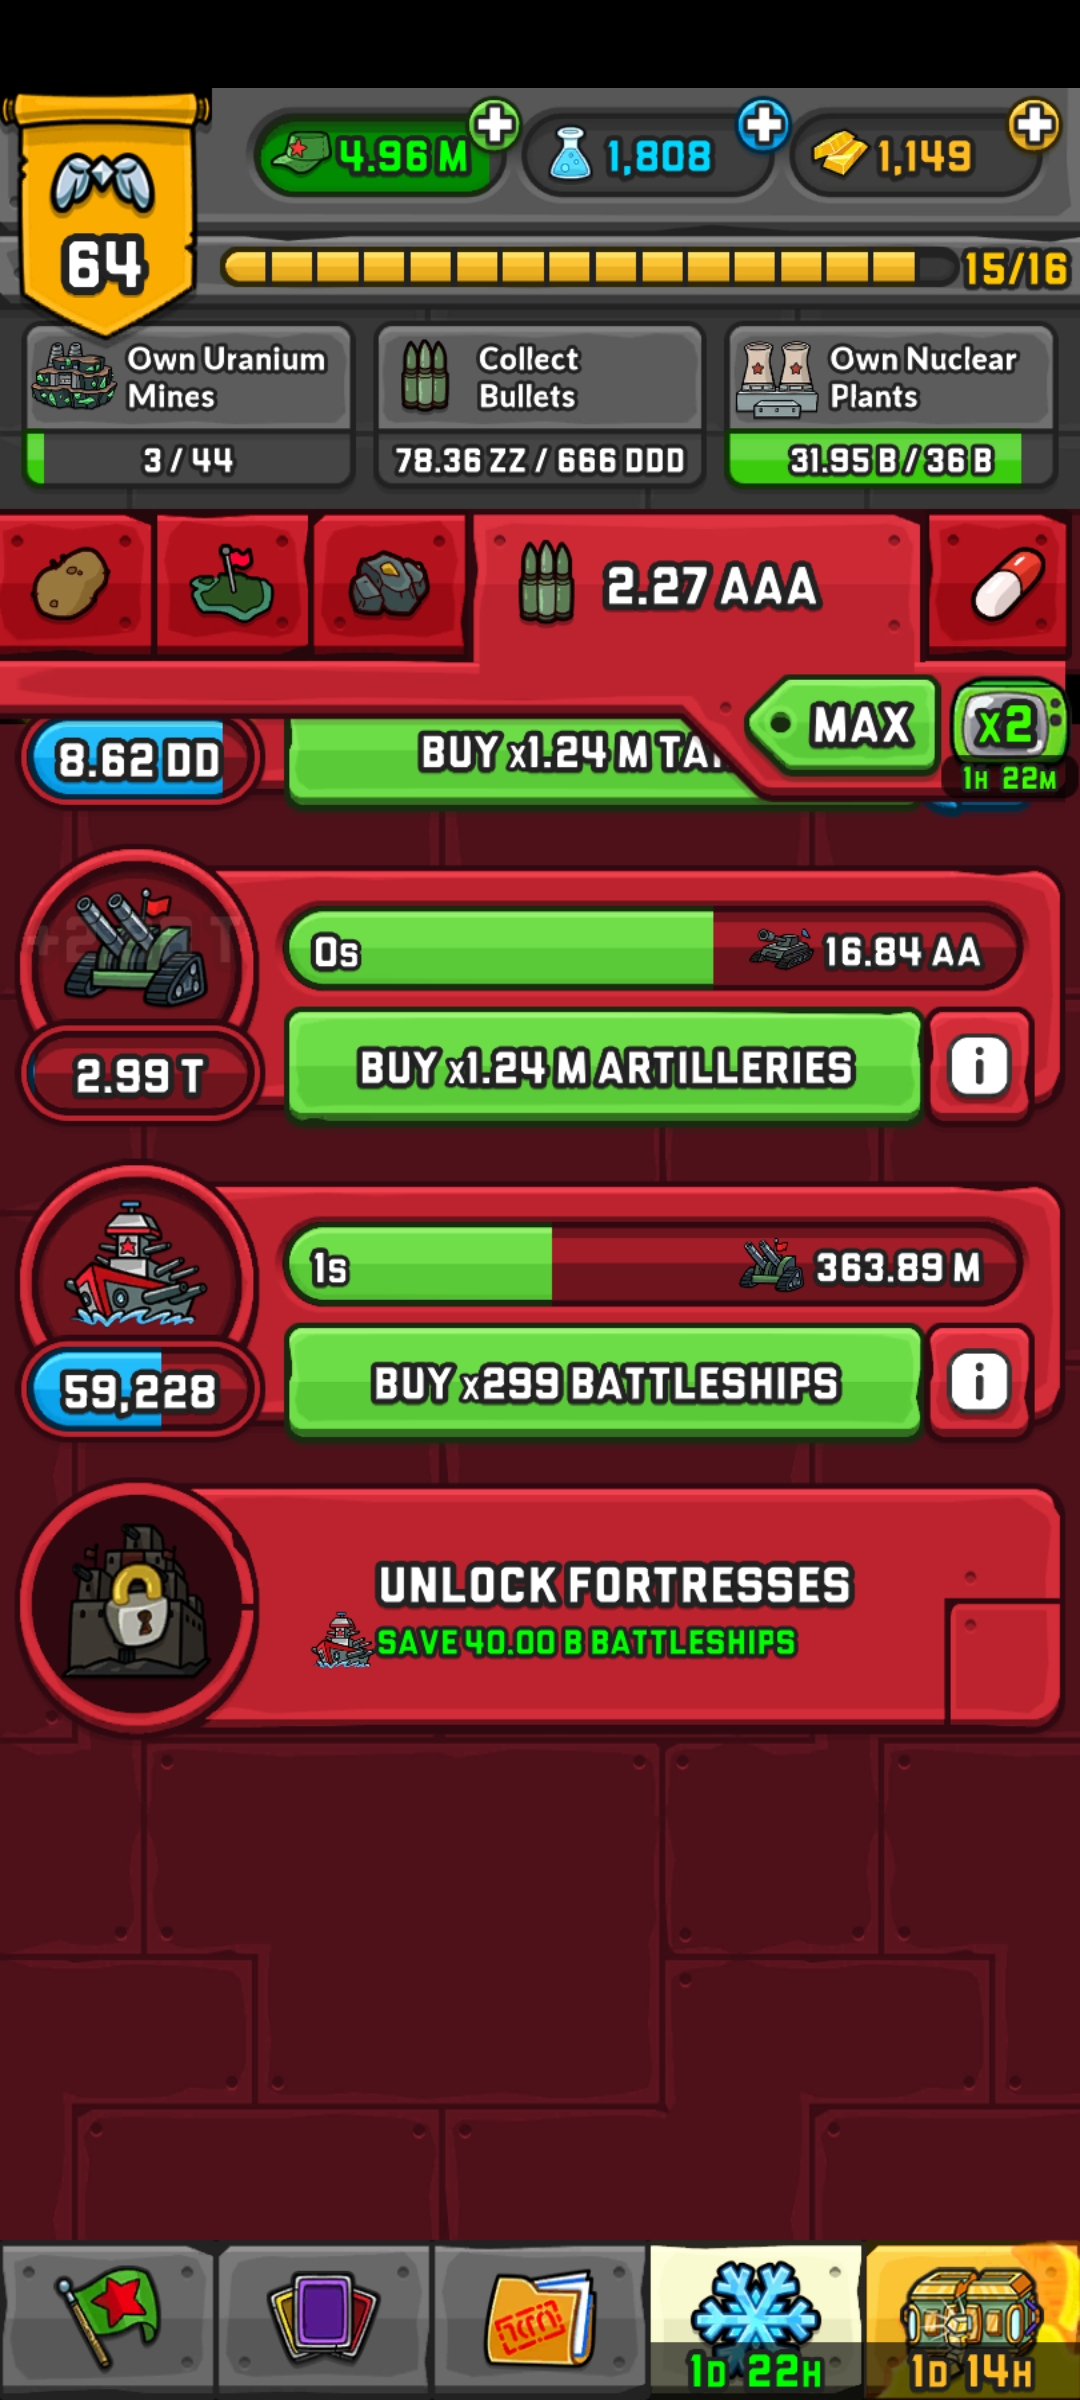 4.96 M
1,808
1,149
64
15/16
Own Uranium
Mines
3 / 44
Collect
Bullets
78.36 ZZ / 666 DDD
Own Nuclear
Plants
31.95 B / 36 B
2.27 AAA
MAX
X2
1H 22M
8.62 DD
BUY x1.24 M
0s
16.84 AA
2.99 T
BUY x1.24 M ARTILLERIES
i
1s
363.89 M
59,228
BUY x299 BATTLESHIPS
i
UNLOCK FORTRESSES
SAVE 40.00 B BATTLESHIPS
1D 22H
1D 14H